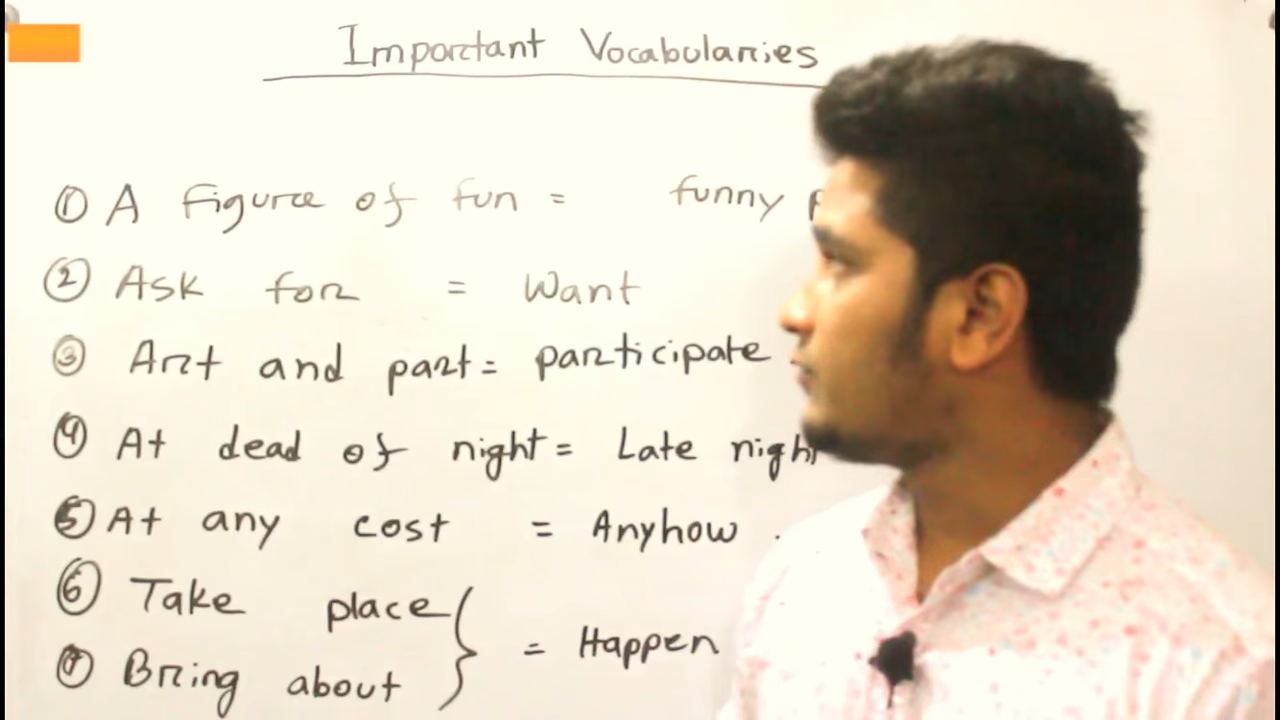 Important Vocabularies
① A figure of fun = funny
② Ask for = Want
③ Art and part = participate
④ At dead of night = Late night
⑤ At any cost = Anyhow .
⑥ Take place
} = Happen
⑦ Bring about